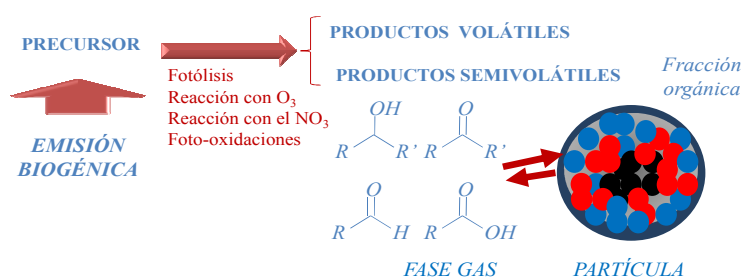 PRECURSOR
PRODUCTOS VOLÁTILES
PRODUCTOS SEMIVOLÁTILES
Fotólisis
Reacción con O3
Reacción con el NO3
Foto-oxidaciones
EMISIÓN
BIOGÉNICA
Fracción
orgánica
OH
R R'
O
R R'
O
R H
O
R OH
FASE GAS
PARTÍCULA